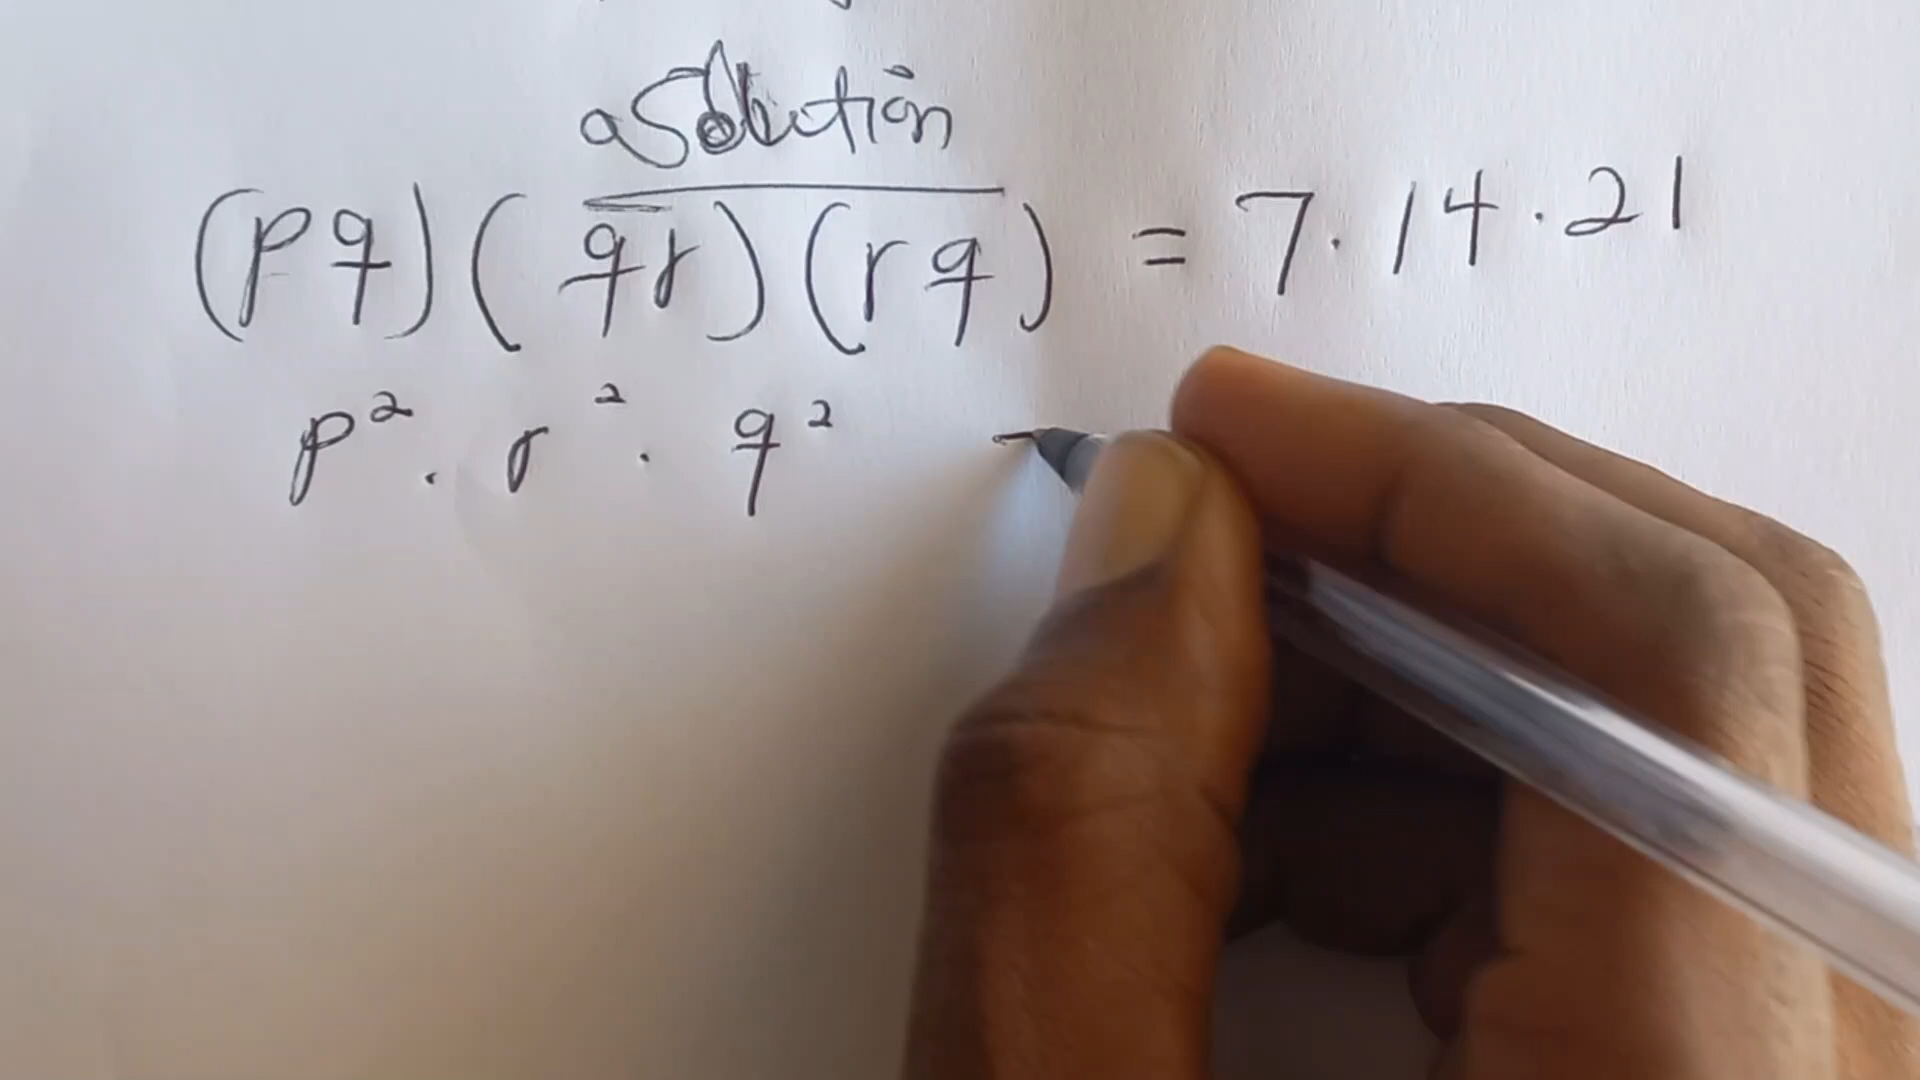 Solution
(pq)(qr)(rq) = 7.14.21
p². r². q²